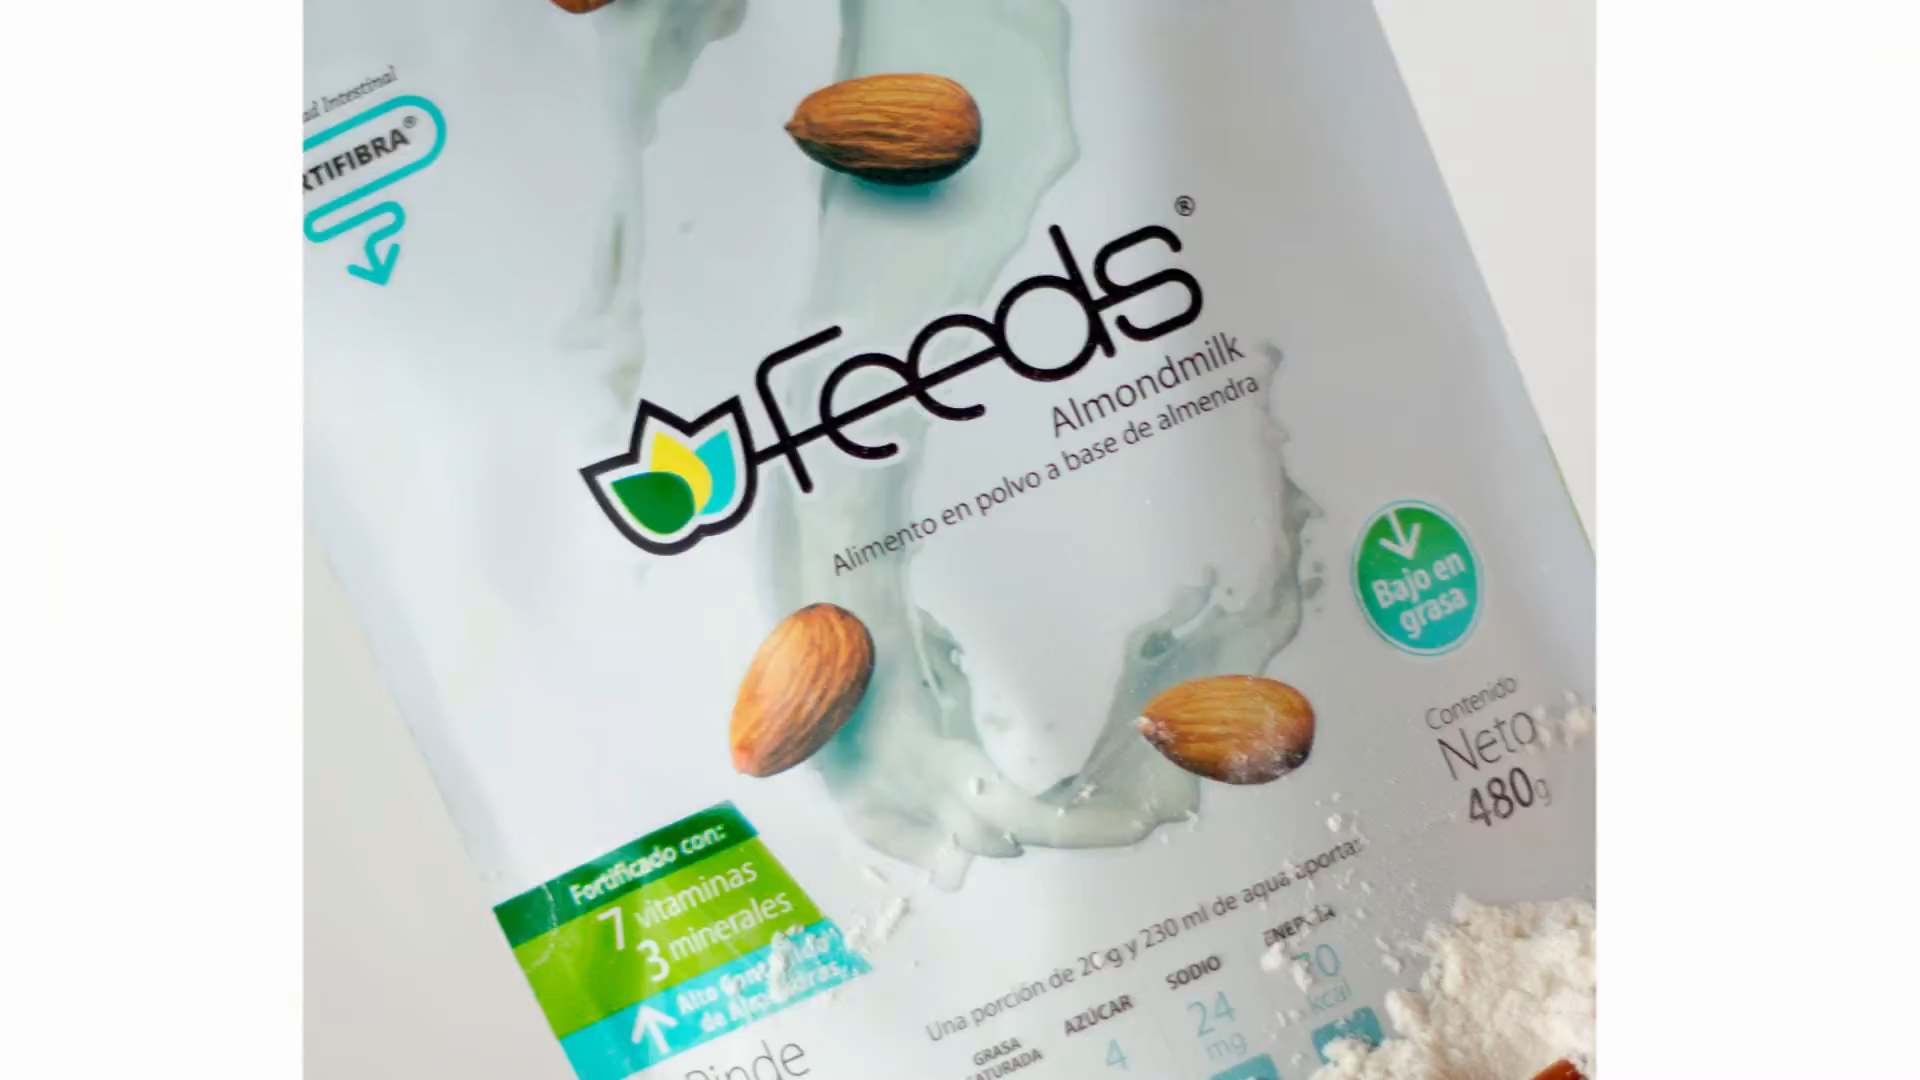 ad Intestinal
RTIFIBRA®
feeds®
Almondmilk
Alimento en polvo a base de almendra
Bajo en
grasa
Contenido
Neto
480g
Fortificado con:
7 vitaminas
3 minerales
Alto Contenido
de Almendras
Una porción de 20g y 230 ml de agua aporta:
GRASA
SATURADA
AZÚCAR
4
SODIO
24
mg
ENERGÍA
70
kcal
Rinde